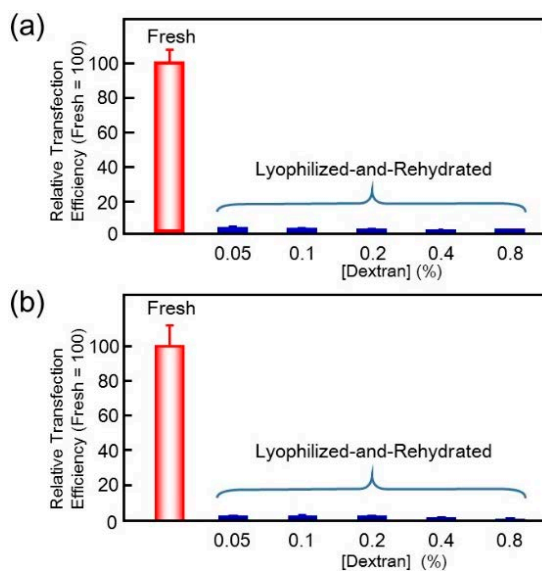 (a)
Fresh
Relative Transfection
Efficiency (Fresh = 100)
100
80
60
40
20
0
Lyophilized-and-Rehydrated
0.05 0.1 0.2 0.4 0.8
[Dextran] (%)
(b)
Fresh
Relative Transfection
Efficiency (Fresh = 100)
100
80
60
40
20
0
Lyophilized-and-Rehydrated
0.05 0.1 0.2 0.4 0.8
[Dextran] (%)